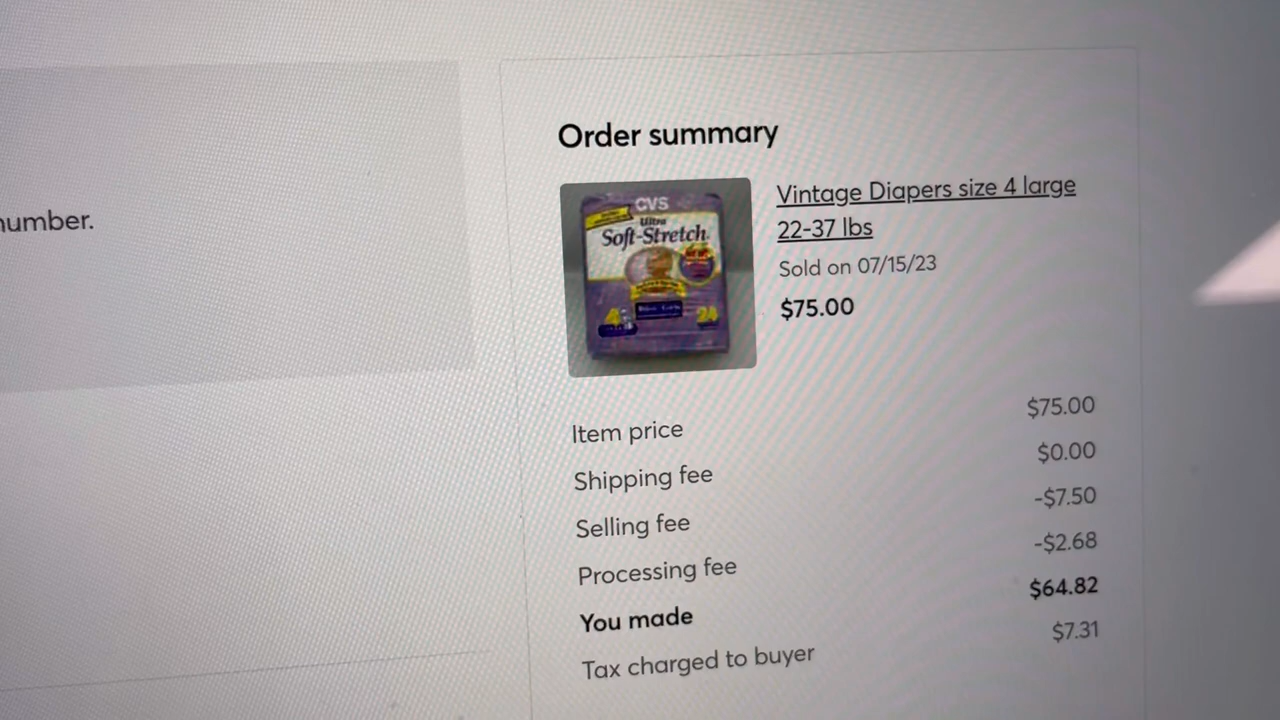 number.
Order summary
CVS
Ultra
Soft-Stretch
4
24
Vintage Diapers size 4 large
22-37 lbs
Sold on 07/15/23
$75.00
Item price $75.00
Shipping fee $0.00
Selling fee -$7.50
Processing fee -$2.68
You made $64.82
Tax charged to buyer $7.31